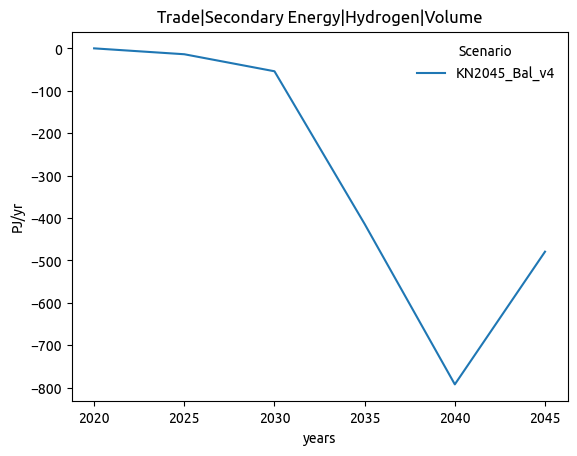 Trade|Secondary Energy|Hydrogen|Volume
Scenario
KN2045_Bal_v4
PJ/yr
0
−100
−200
−300
−400
−500
−600
−700
−800
2020 2025 2030 2035 2040 2045
years